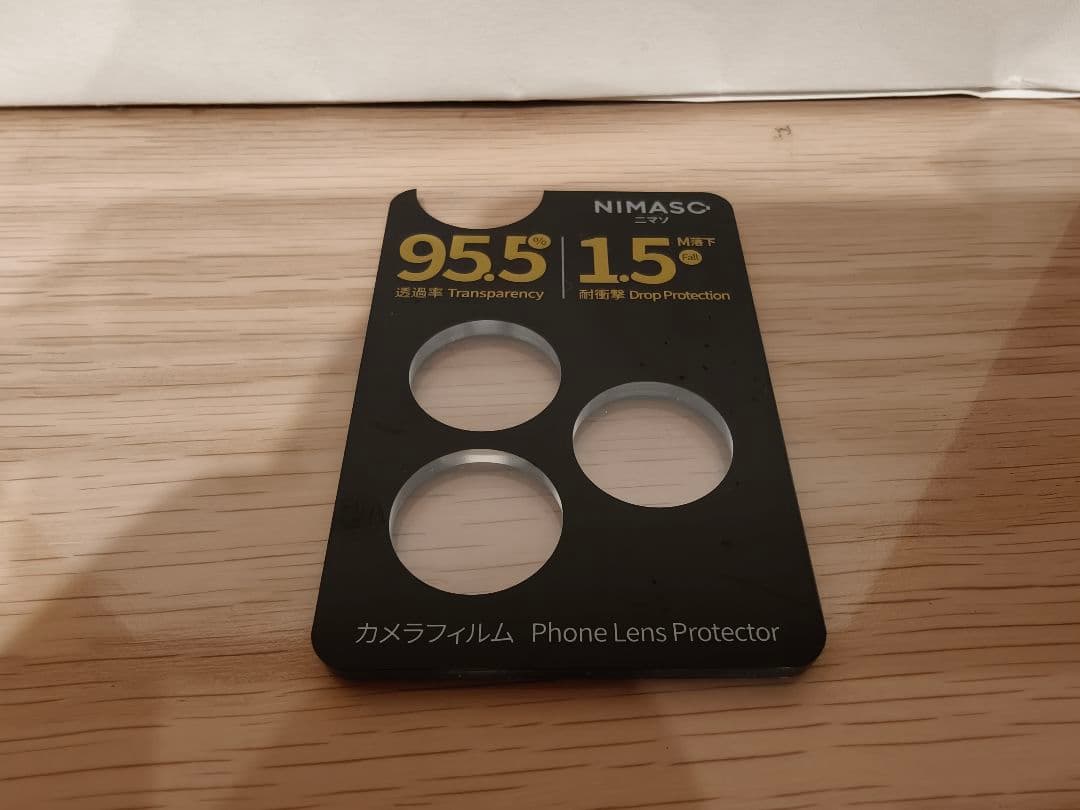 NIMASO
ニマソ
95.5%
透過率 Transparency
1.5 M落下
Fall
耐衝撃 Drop Protection
カメラフィルム Phone Lens Protector